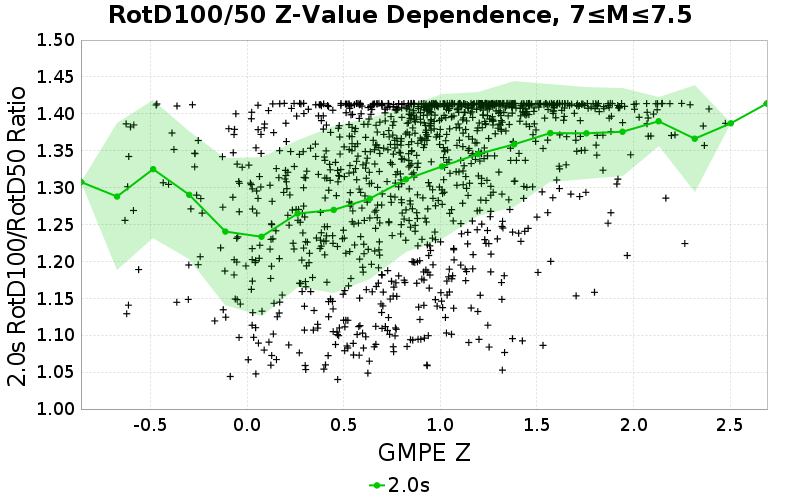 RotD100/50 Z-Value Dependence, 7≤M≤7.5
2.0s RotD100/RotD50 Ratio
1.50
1.45
1.40
1.35
1.30
1.25
1.20
1.15
1.10
1.05
1.00
-0.5 0.0 0.5 1.0 1.5 2.0 2.5
GMPE Z
2.0s